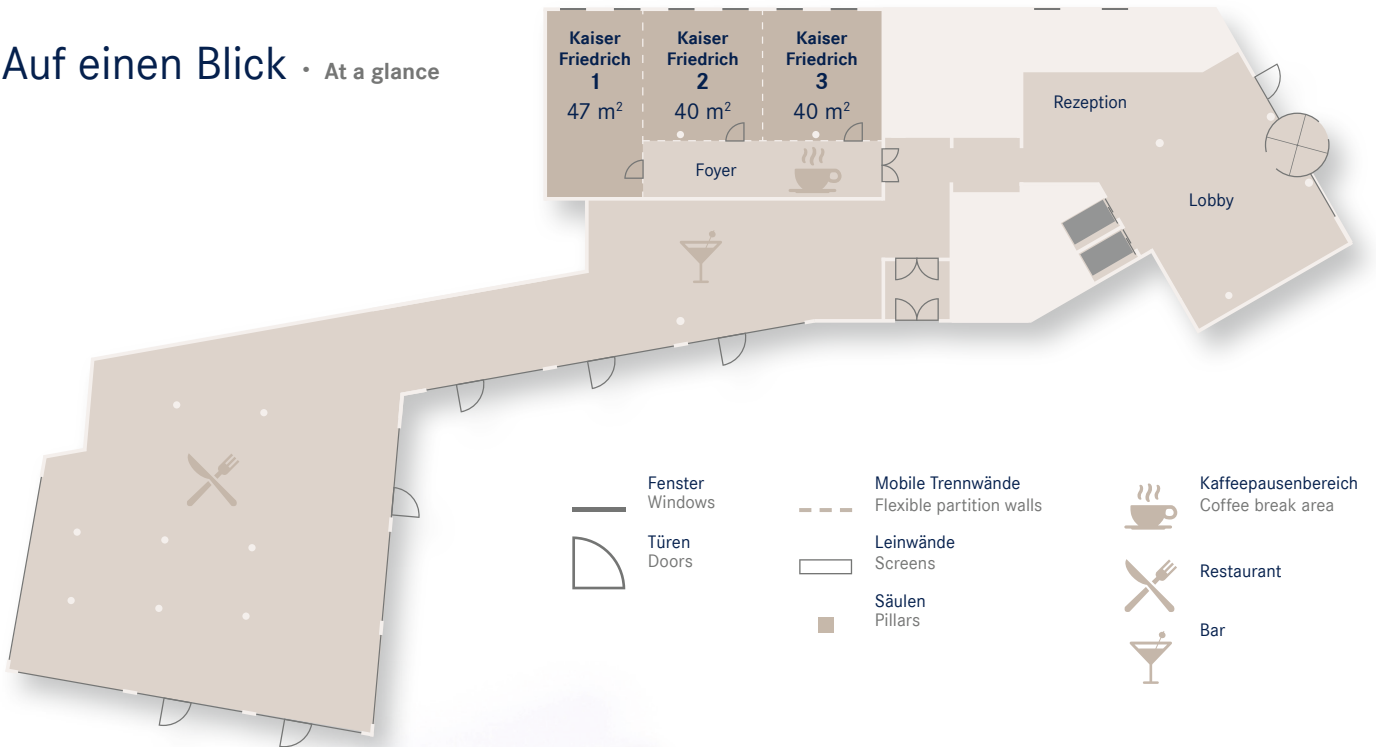 Auf einen Blick · At a glance
Kaiser
Friedrich
1
47 m²
Kaiser
Friedrich
2
40 m²
Kaiser
Friedrich
3
40 m²
Foyer
Rezeption
Lobby
Fenster
Windows
Türen
Doors
Mobile Trennwände
Flexible partition walls
Leinwände
Screens
Säulen
Pillars
Kaffeepausenbereich
Coffee break area
Restaurant
Bar